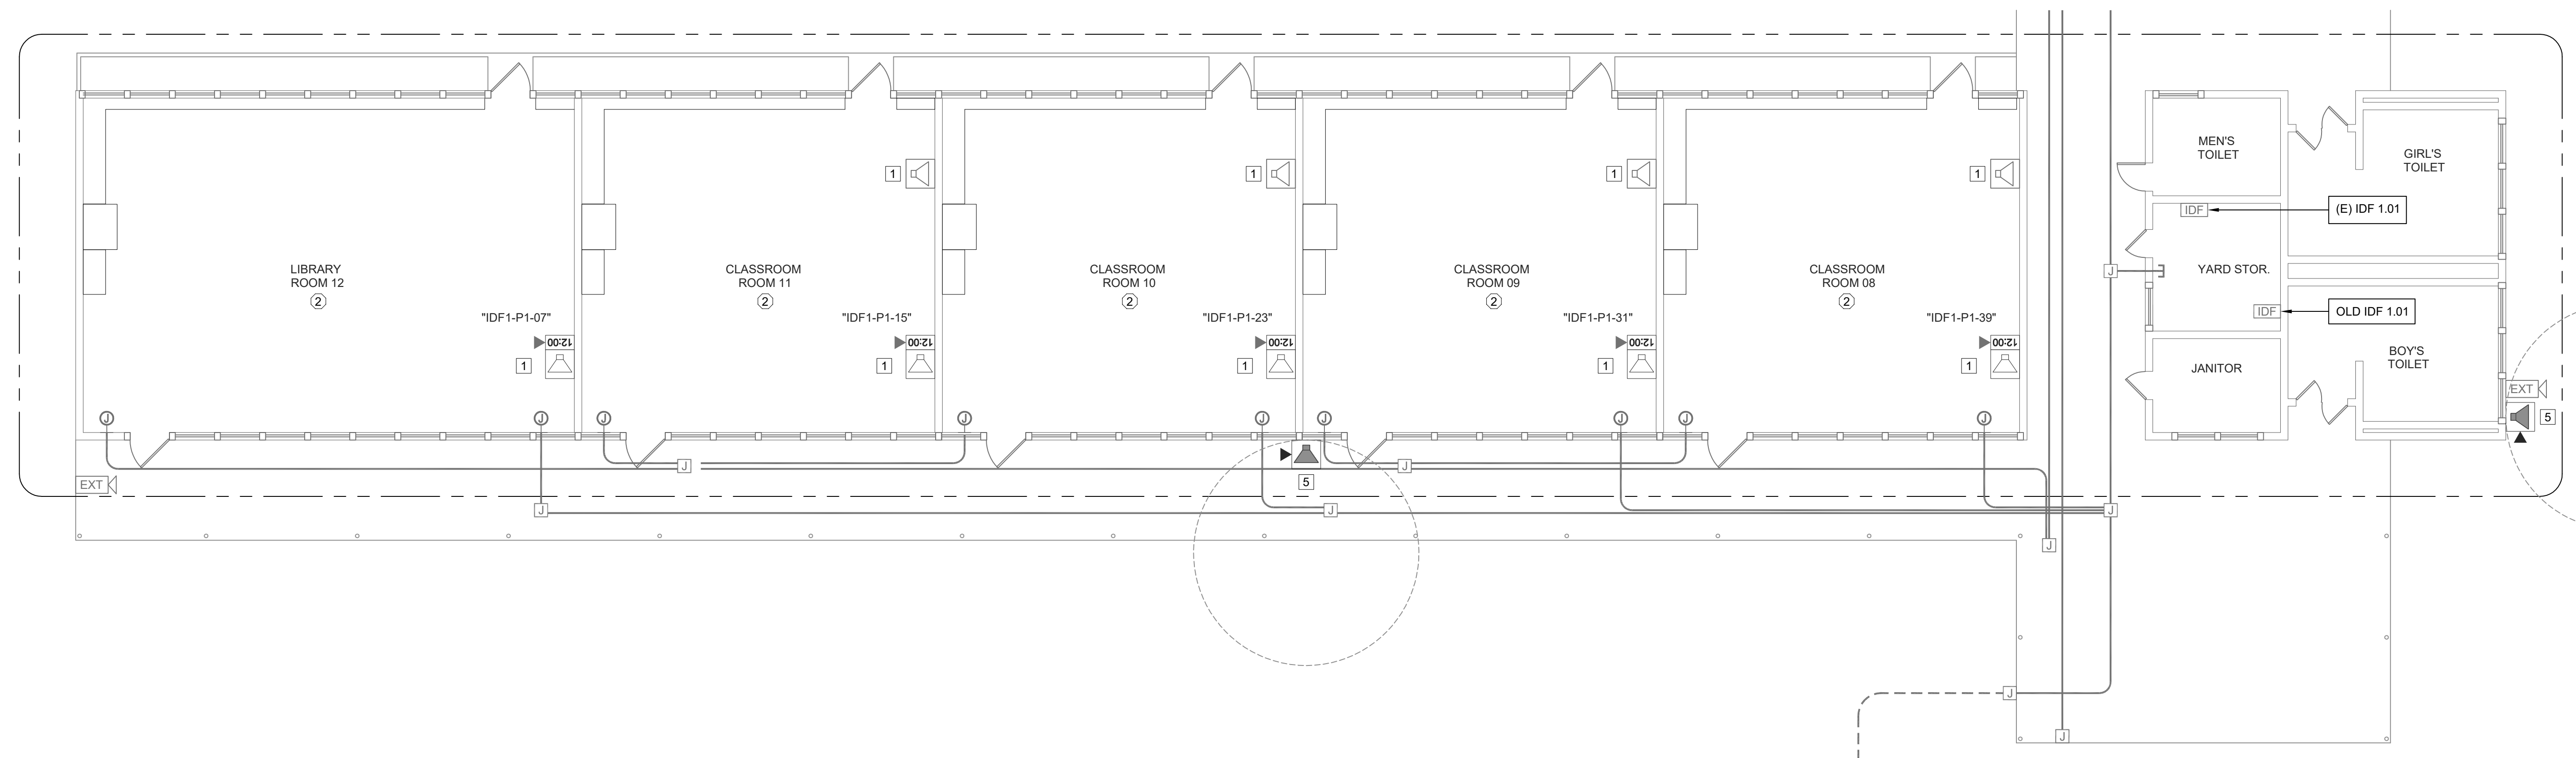 MEN'S
TOILET
GIRL'S
TOILET
1
1
1
1
IDF
(E) IDF 1.01
LIBRARY
ROOM 12
2
CLASSROOM
ROOM 11
2
CLASSROOM
ROOM 10
2
CLASSROOM
ROOM 09
2
CLASSROOM
ROOM 08
2
YARD STOR.
J
"IDF1-P1-07"
"IDF1-P1-15"
"IDF1-P1-23"
"IDF1-P1-31"
"IDF1-P1-39"
IDF
OLD IDF 1.01
12:00
12:00
12:00
12:00
12:00
1
1
1
1
1
JANITOR
BOY'S
TOILET
EXT
5
J
J
J
J
J
J
J
J
J
J
J
J
EXT
5
J
J
J
J
J
J